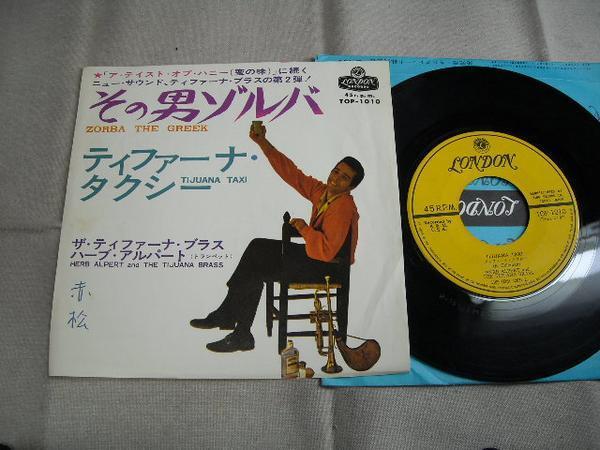 ★「ア・テイスト・オブ・ハニー(蜜の味)」に続く
ニュー・サウンド、ティファーナ・ブラスの第2弾!
LONDON
RECORDS
45 r.p.m.
TOP-1010
その男ゾルバ
ZORBA THE GREEK
ティファーナ・
タクシー
TIJUANA TAXI
ザ・ティファーナ・ブラス
ハーブ・アルパート(トランペット)
HERB ALPERT and THE TIJUANA BRASS
赤松
LONDON
LONDON
45 R.P.M.
TIJUANA TAXI